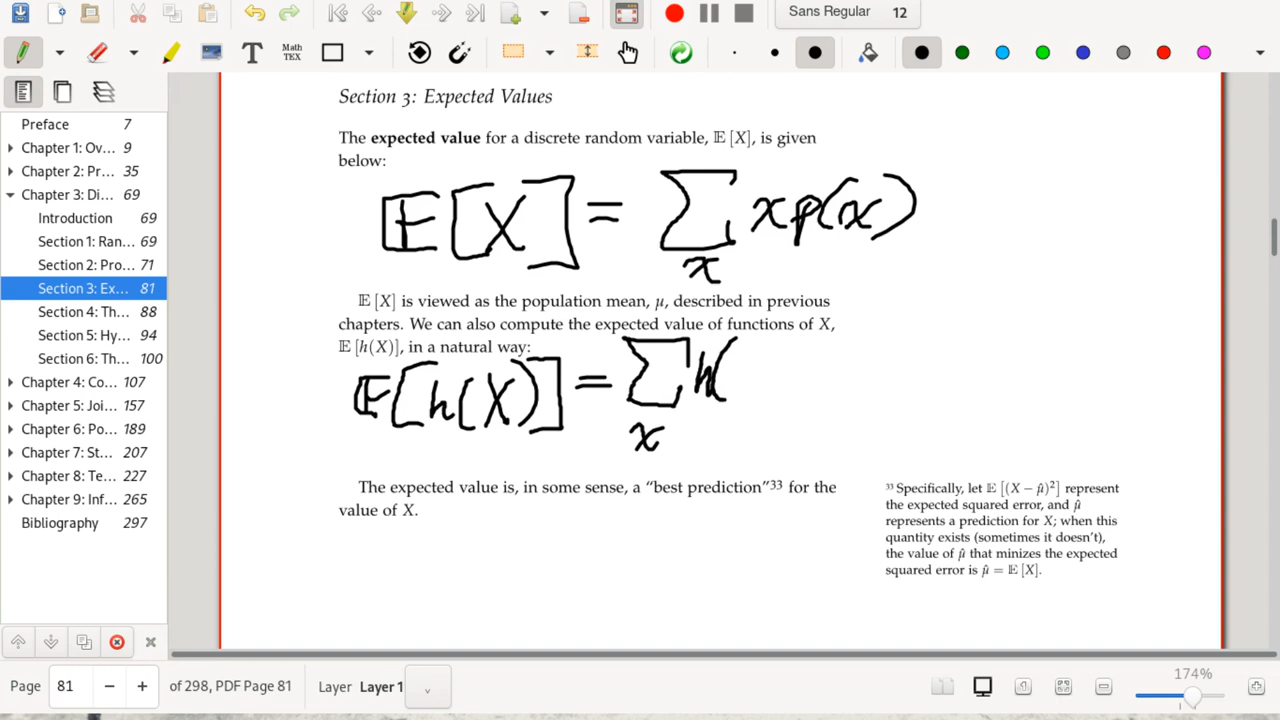 Sans Regular 12
T Math TEX
Preface 7
Chapter 1: Ov... 9
Chapter 2: Pr... 35
Chapter 3: Di... 69
Introduction 69
Section 1: Ran... 69
Section 2: Pro... 71
Section 3: Ex... 81
Section 4: Th... 88
Section 5: Hy... 94
Section 6: Th... 100
Chapter 4: Co... 107
Chapter 5: Joi... 157
Chapter 6: Po... 189
Chapter 7: St... 207
Chapter 8: Te... 227
Chapter 9: Inf... 265
Bibliography 297
Section 3: Expected Values
The expected value for a discrete random variable, 𝔼 [X], is given
below:
𝔼[X] = ∑ x p(x)
x
𝔼 [X] is viewed as the population mean, μ, described in previous
chapters. We can also compute the expected value of functions of X,
𝔼 [h(X)], in a natural way:
𝔼[h(X)] = ∑ h(
x
The expected value is, in some sense, a “best prediction”³³ for the
value of X.
³³ Specifically, let 𝔼 [(X − μ̂)²] represent
the expected squared error, and μ̂
represents a prediction for X; when this
quantity exists (sometimes it doesn’t),
the value of μ̂ that minizes the expected
squared error is μ̂ = 𝔼 [X].
Page 81 − + of 298, PDF Page 81 Layer Layer 1 174%